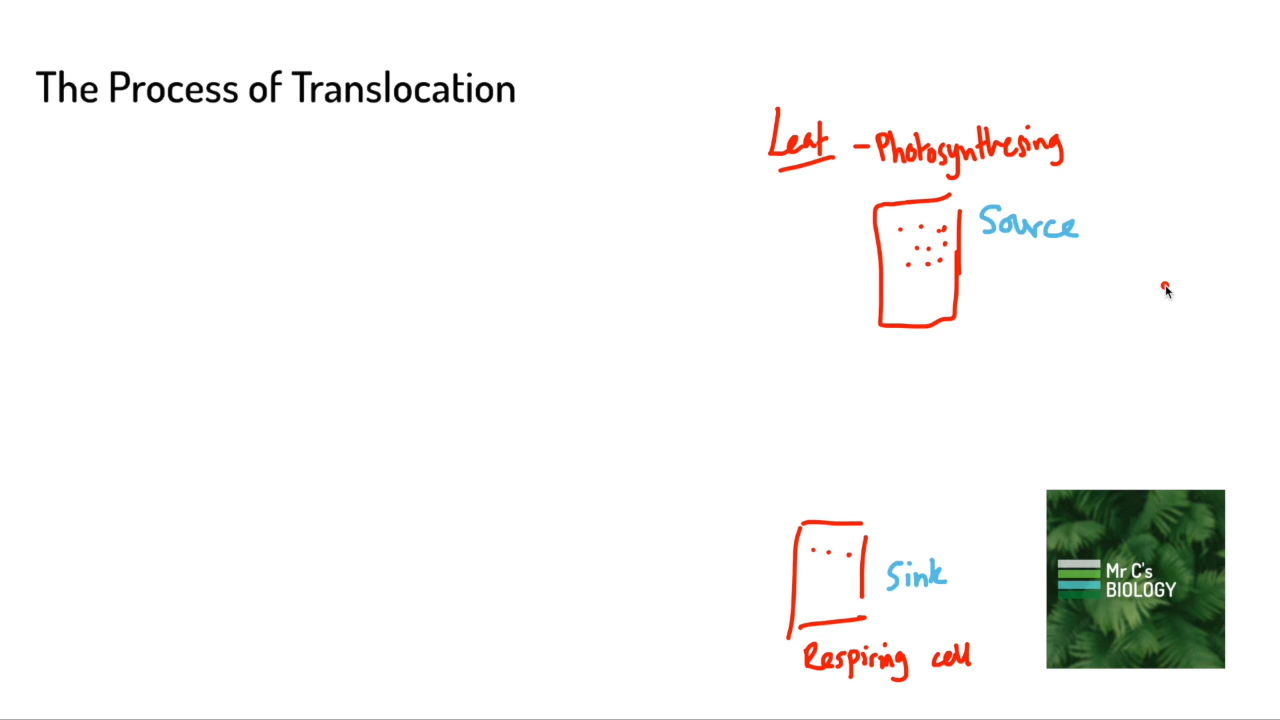 The Process of Translocation
Leaf - Photosynthesing
Source
Sink
Respiring cell
Mr C's
BIOLOGY